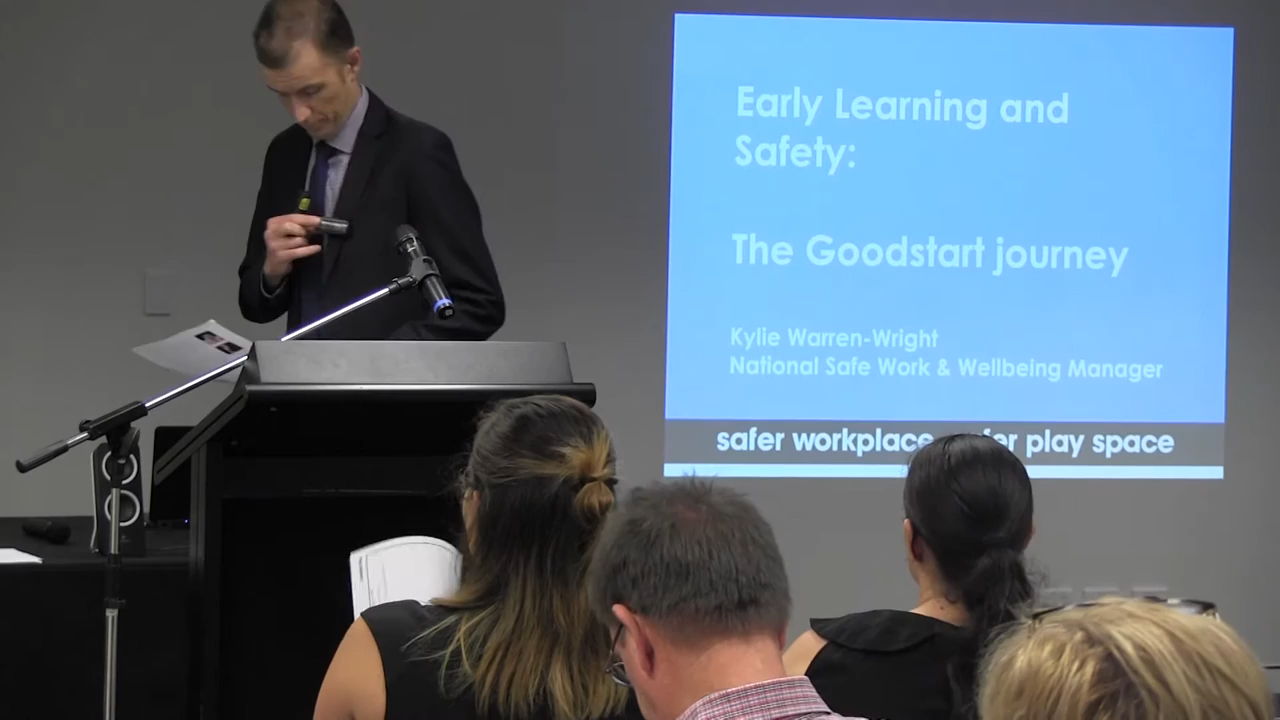 Early Learning and
Safety:
The Goodstart journey
Kylie Warren-Wright
National Safe Work & Wellbeing Manager
safer workplace play space